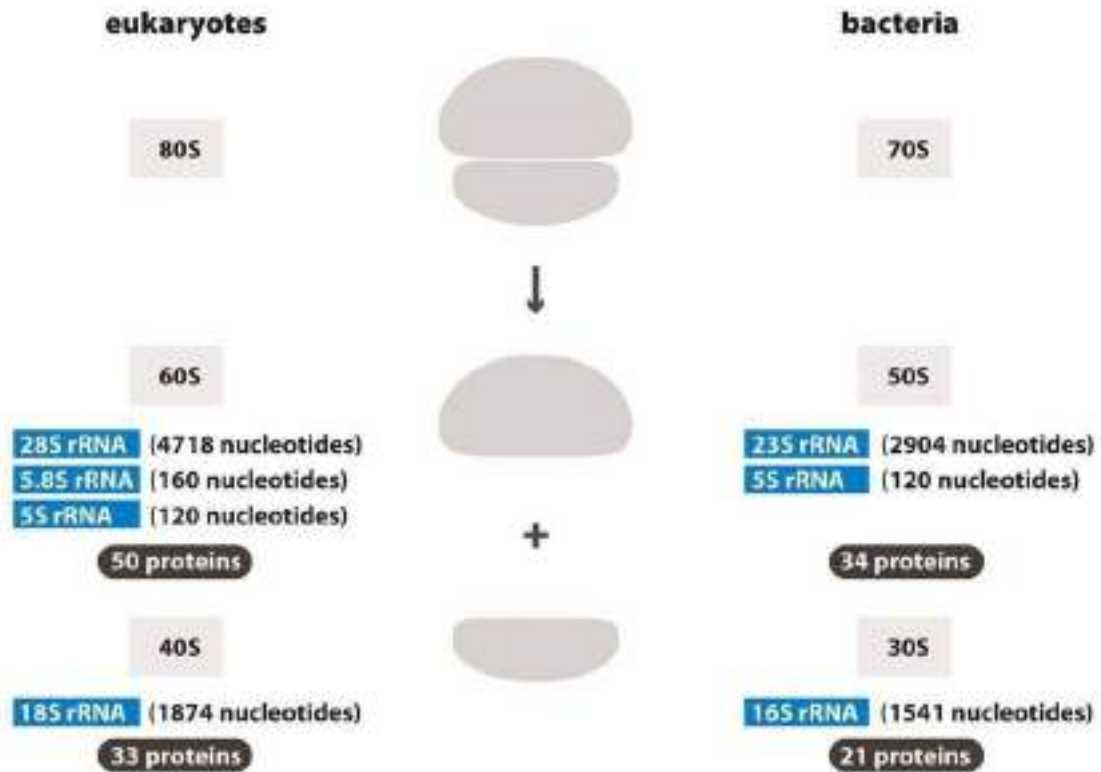 eukaryotes
bacteria
80S
70S
↓
60S
50S
28S rRNA (4718 nucleotides)
23S rRNA (2904 nucleotides)
5.8S rRNA (160 nucleotides)
5S rRNA (120 nucleotides)
5S rRNA (120 nucleotides)
+
50 proteins
34 proteins
40S
30S
18S rRNA (1874 nucleotides)
16S rRNA (1541 nucleotides)
33 proteins
21 proteins